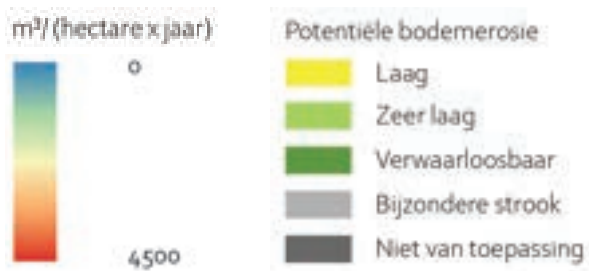 m³/(hectare x jaar)
0
4500
Potentiële bodemerosie
Laag
Zeer laag
Verwaarloosbaar
Bijzondere strook
Niet van toepassing